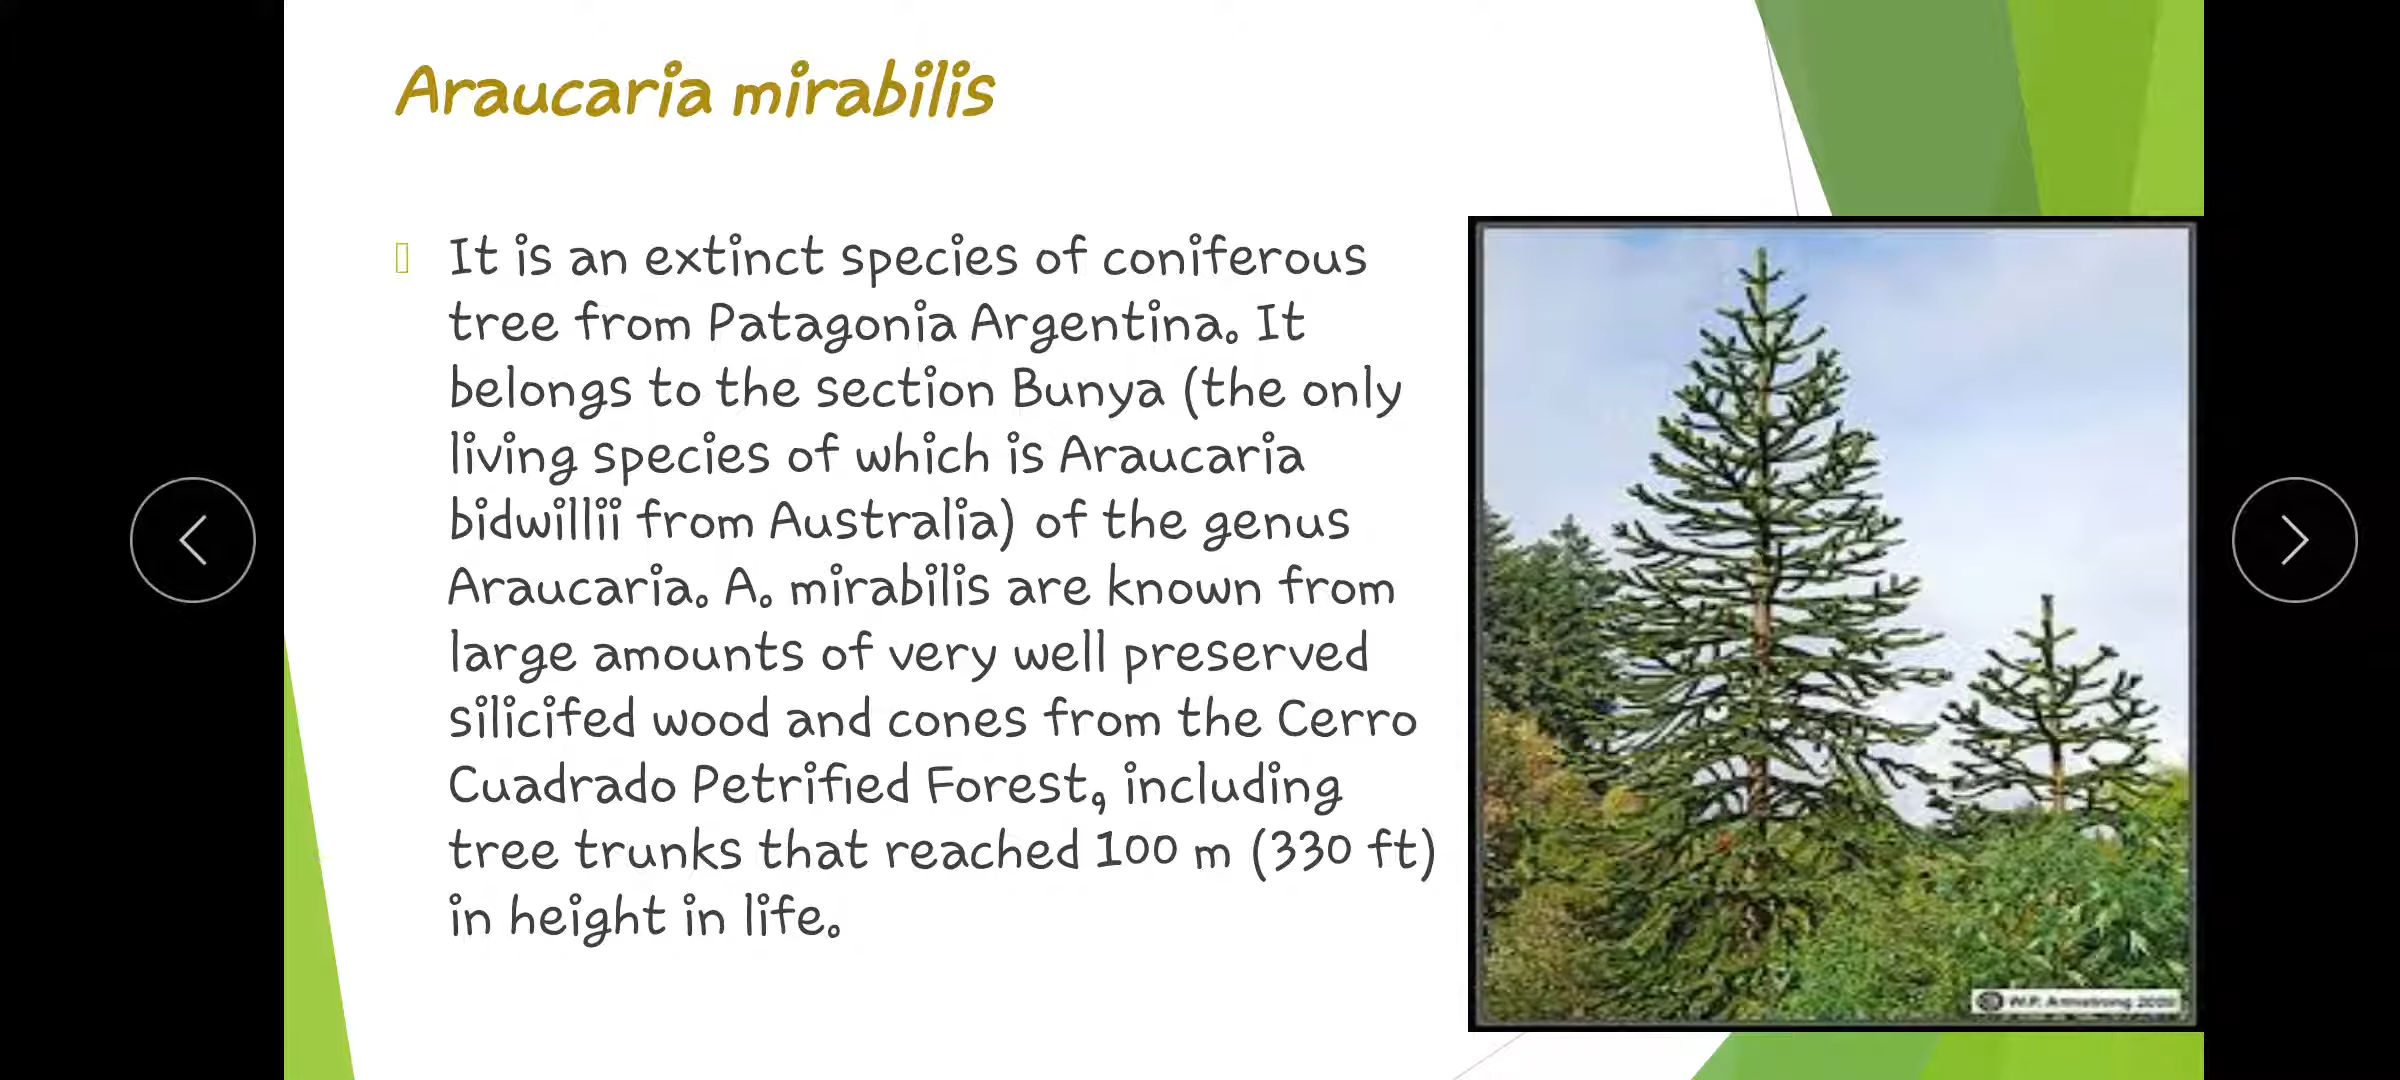 Araucaria mirabilis
It is an extinct species of coniferous
tree from Patagonia Argentina. It
belongs to the section Bunya (the only
living species of which is Araucaria
bidwillii from Australia) of the genus
Araucaria. A. mirabilis are known from
large amounts of very well preserved
silicifed wood and cones from the Cerro
Cuadrado Petrified Forest, including
tree trunks that reached 100 m (330 ft)
in height in life.
W.P. Armstrong